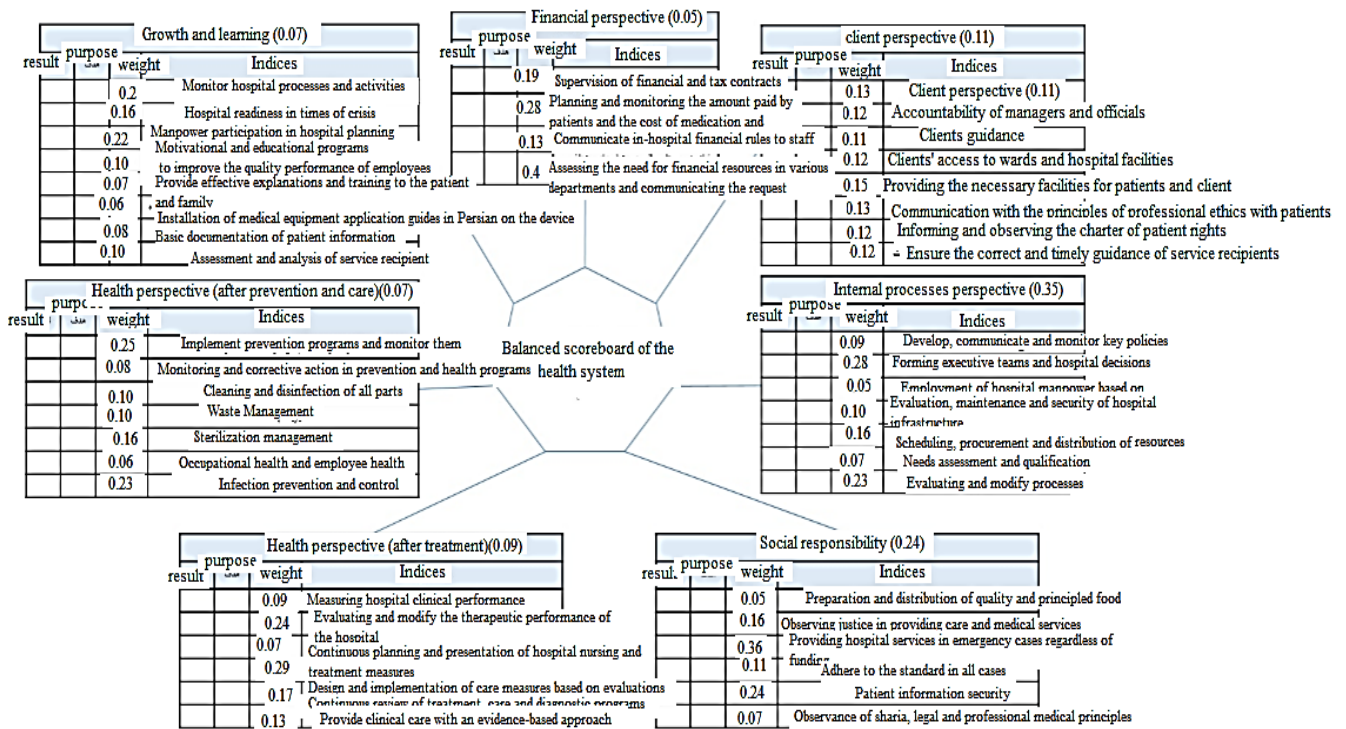 Growth and learning (0.07)
result purpose weight Indices
0.2 Monitor hospital processes and activities
0.16 Hospital readiness in times of crisis
0.22 Manpower participation in hospital planning
Motivational and educational programs
0.10 to improve the quality performance of employees
0.07 Provide effective explanations and training to the patient
0.06 and family
Installation of medical equipment application guides in Persian on the device
0.08 Basic documentation of patient information
0.10 Assessment and analysis of service recipient
Financial perspective (0.05)
result purpose weight Indices
0.19 Supervision of financial and tax contracts
0.28 Planning and monitoring the amount paid by
patients and the cost of medication and
0.13 Communicate in-hospital financial rules to staff
0.4 Assessing the need for financial resources in various
departments and communicating the request
client perspective (0.11)
result purpose weight Indices
0.13 Client perspective (0.11)
0.12 Accountability of managers and officials
0.11 Clients guidance
0.12 Clients' access to wards and hospital facilities
0.15 Providing the necessary facilities for patients and client
0.13 Communication with the principles of professional ethics with patients
0.12 Informing and observing the charter of patient rights
0.12 - Ensure the correct and timely guidance of service recipients
Health perspective (after prevention and care)(0.07)
result weight Indices
0.25 Implement prevention programs and monitor them
0.08 Monitoring and corrective action in prevention and health programs
0.10 Cleaning and disinfection of all parts
0.10 Waste Management
0.16 Sterilization management
0.06 Occupational health and employee health
0.23 Infection prevention and control
Balanced scoreboard of the
health system
Internal processes perspective (0.35)
result purpose weight Indices
0.09 Develop, communicate and monitor key policies
0.28 Forming executive teams and hospital decisions
0.05 Employment of hospital manpower based on
0.10 Evaluation, maintenance and security of hospital
infrastructure
0.16 Scheduling, procurement and distribution of resources
0.07 Needs assessment and qualification
0.23 Evaluating and modify processes
Health perspective (after treatment)(0.09)
result purpose weight Indices
0.09 Measuring hospital clinical performance
0.24 Evaluating and modify the therapeutic performance of
the hospital
0.07 Continuous planning and presentation of hospital nursing and
0.29 treatment measures
0.17 Design and implementation of care measures based on evaluations
Continuous review of treatment, care and diagnostic programs
0.13 Provide clinical care with an evidence-based approach
Social responsibility (0.24)
result purpose weight Indices
0.05 Preparation and distribution of quality and principled food
0.16 Observing justice in providing care and medical services
0.36 Providing hospital services in emergency cases regardless of
funding
0.11 Adhere to the standard in all cases
0.24 Patient information security
0.07 Observance of sharia, legal and professional medical principles